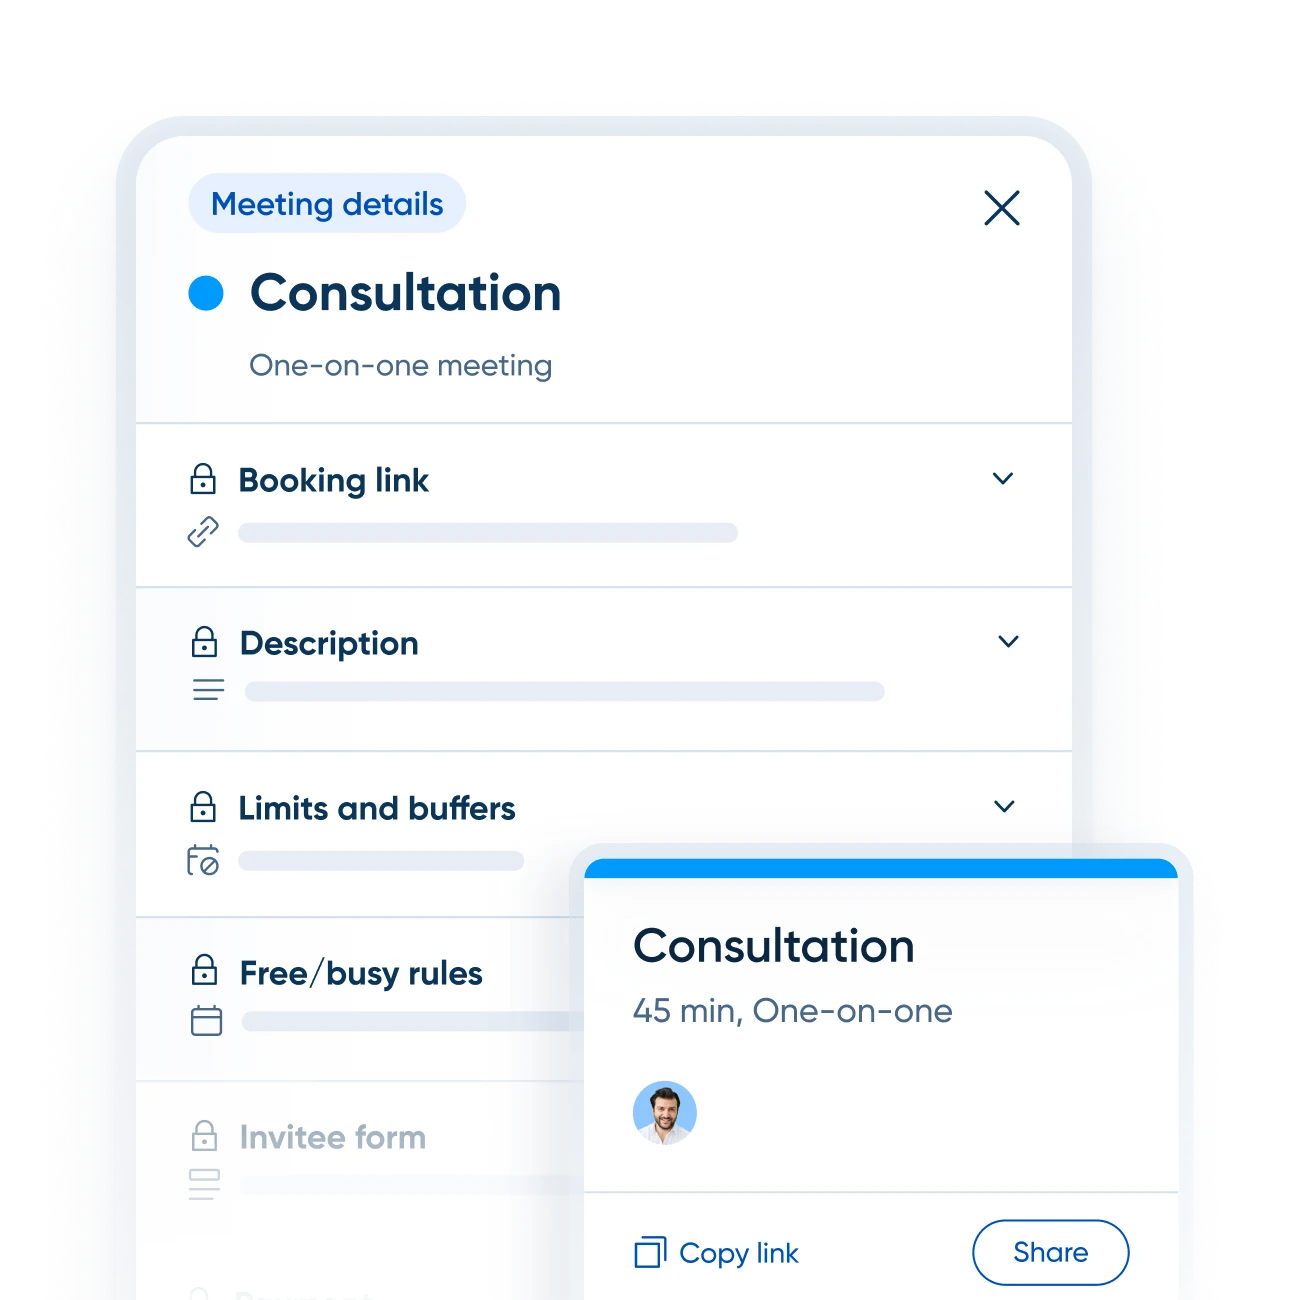 Meeting details
Consultation
One-on-one meeting
Booking link
Description
Limits and buffers
Free/busy rules
Invitee form
Consultation
45 min, One-on-one
Copy link
Share